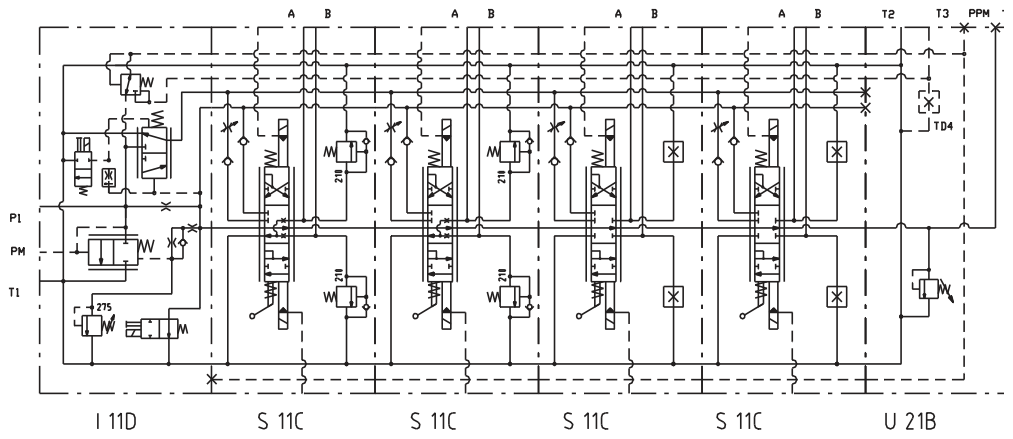 A B A B A B A B T2 T3 PPM
TD4
210 210
P1
PM
T1
210 210
275
I 11D S 11C S 11C S 11C S 11C U 21B